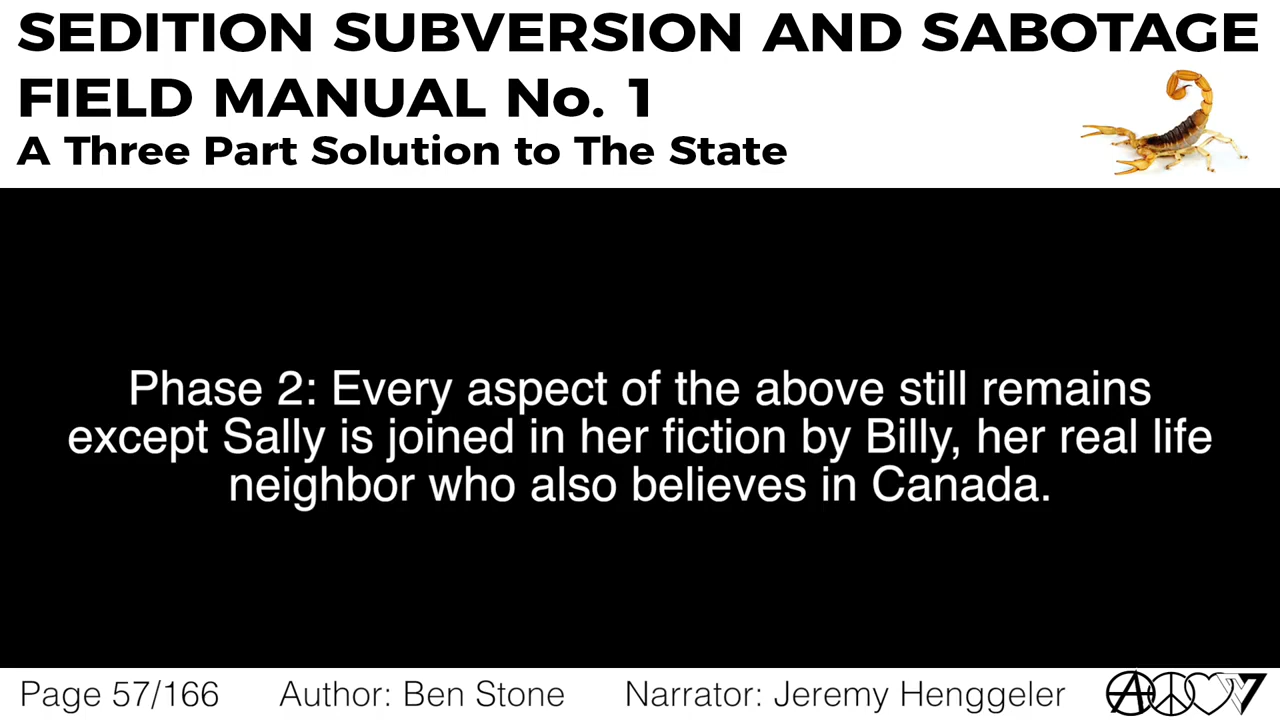 SEDITION SUBVERSION AND SABOTAGE
FIELD MANUAL No. 1
A Three Part Solution to The State
Phase 2: Every aspect of the above still remains
except Sally is joined in her fiction by Billy, her real life
neighbor who also believes in Canada.
Page 57/166 Author: Ben Stone Narrator: Jeremy Henggeler